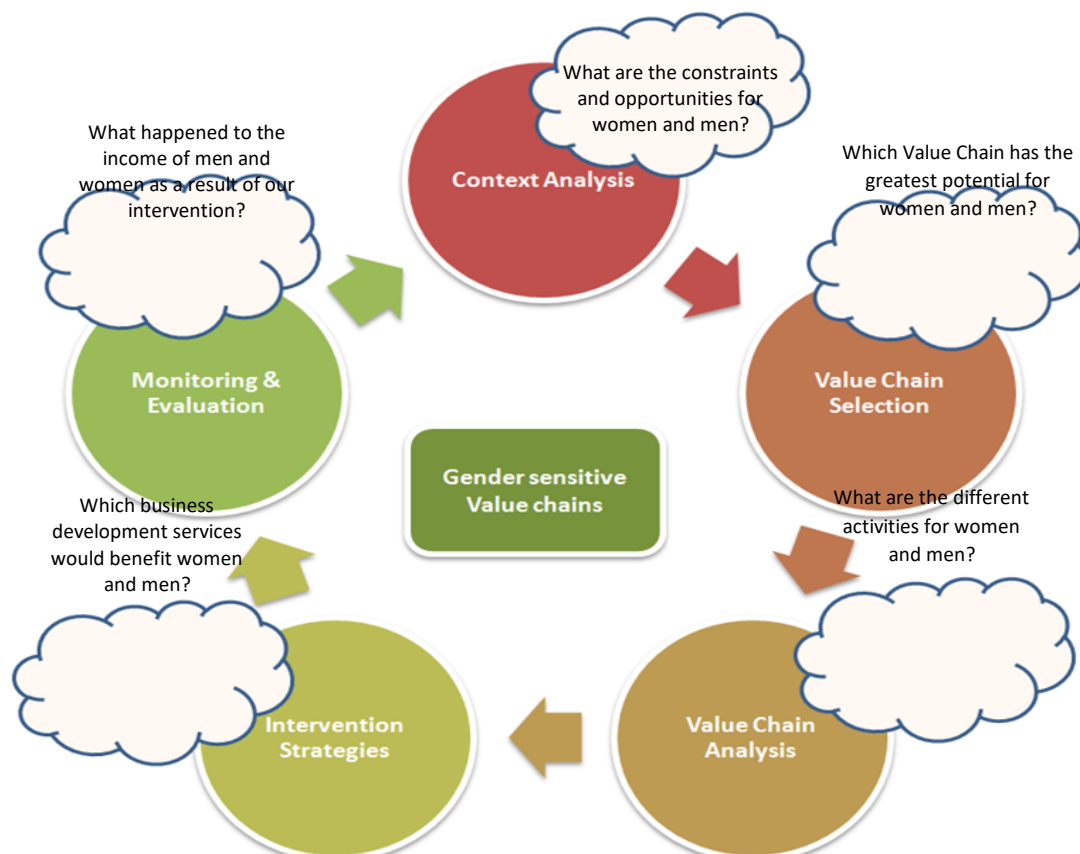 What are the constraints
and opportunities for
women and men?
Context Analysis
Which Value Chain has the
greatest potential for
women and men?
Value Chain
Selection
What are the different
activities for women
and men?
Value Chain
Analysis
Which business
development services
would benefit women
and men?
Intervention
Strategies
What happened to the
income of men and
women as a result of our
intervention?
Monitoring &
Evaluation
Gender sensitive
Value chains